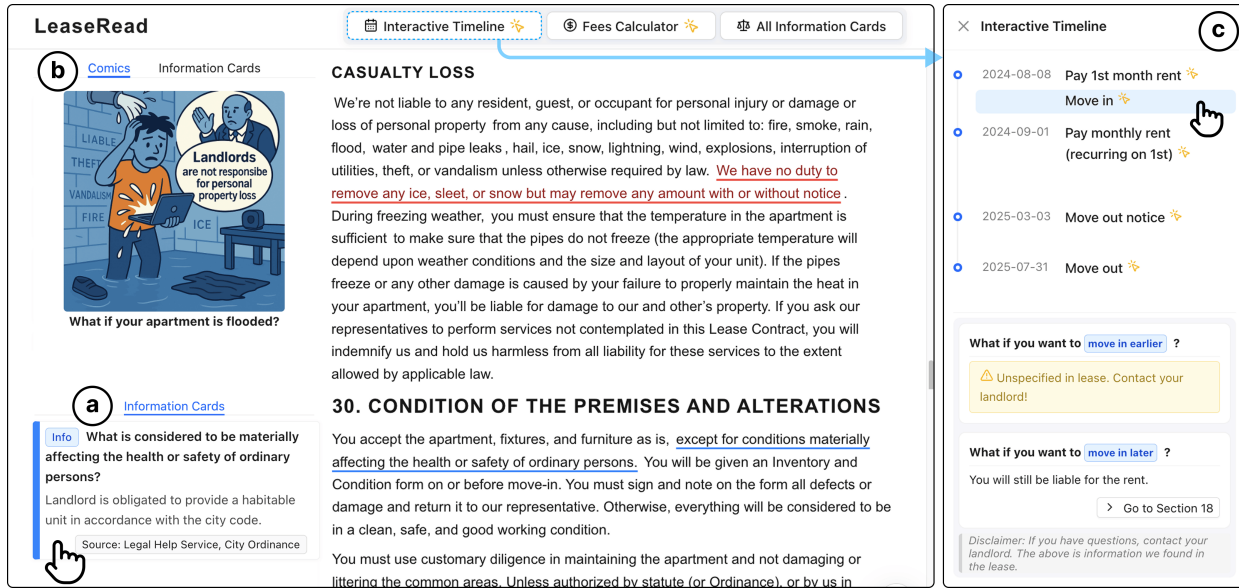 LeaseRead
Interactive Timeline
Fees Calculator
All Information Cards
b
Comics
Information Cards
LIABLE
THEFT
VANDALISM
FIRE
ICE
Landlords
are not responsibe
for personal
property loss
What if your apartment is flooded?
a
Information Cards
Info What is considered to be materially
affecting the health or safety of ordinary
persons?
Landlord is obligated to provide a habitable
unit in accordance with the city code.
Source: Legal Help Service, City Ordinance
CASUALTY LOSS
We're not liable to any resident, guest, or occupant for personal injury or damage or
loss of personal property from any cause, including but not limited to: fire, smoke, rain,
flood, water and pipe leaks , hail, ice, snow, lightning, wind, explosions, interruption of
utilities, theft, or vandalism unless otherwise required by law. We have no duty to
remove any ice, sleet, or snow but may remove any amount with or without notice .
During freezing weather, you must ensure that the temperature in the apartment is
sufficient to make sure that the pipes do not freeze (the appropriate temperature will
depend upon weather conditions and the size and layout of your unit). If the pipes
freeze or any other damage is caused by your failure to properly maintain the heat in
your apartment, you'll be liable for damage to our and other's property. If you ask our
representatives to perform services not contemplated in this Lease Contract, you will
indemnify us and hold us harmless from all liability for these services to the extent
allowed by applicable law.
30. CONDITION OF THE PREMISES AND ALTERATIONS
You accept the apartment, fixtures, and furniture as is, except for conditions materially
affecting the health or safety of ordinary persons. You will be given an Inventory and
Condition form on or before move-in. You must sign and note on the form all defects or
damage and return it to our representative. Otherwise, everything will be considered to be
in a clean, safe, and good working condition.
You must use customary diligence in maintaining the apartment and not damaging or
littering the common areas. Unless authorized by statute (or Ordinance), or by us in
Interactive Timeline
c
2024-08-08 Pay 1st month rent
Move in
2024-09-01 Pay monthly rent
(recurring on 1st)
2025-03-03 Move out notice
2025-07-31 Move out
What if you want to move in earlier ?
Unspecified in lease. Contact your
landlord!
What if you want to move in later ?
You will still be liable for the rent.
Go to Section 18
Disclaimer: If you have questions, contact your
landlord. The above is information we found in
the lease.